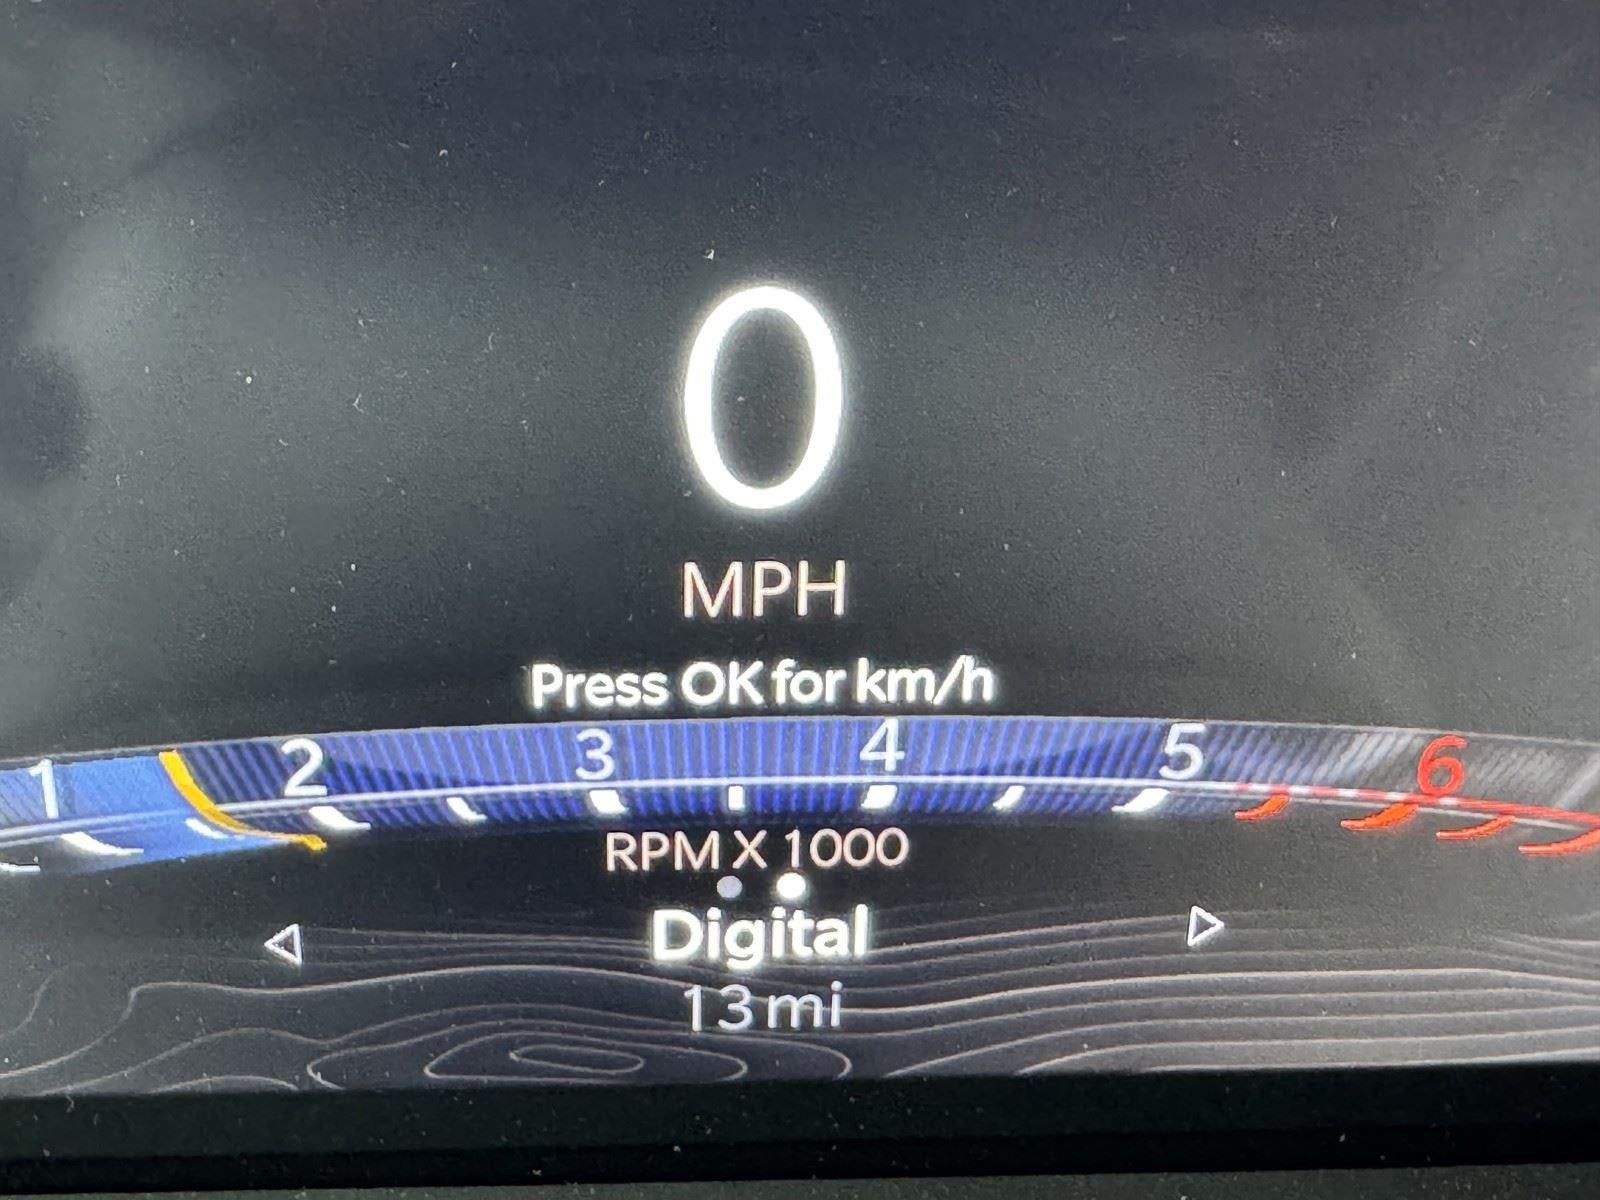 0
MPH
Press OK for km/h
1 2 3 4 5 6
RPM X 1000
Digital
13 mi